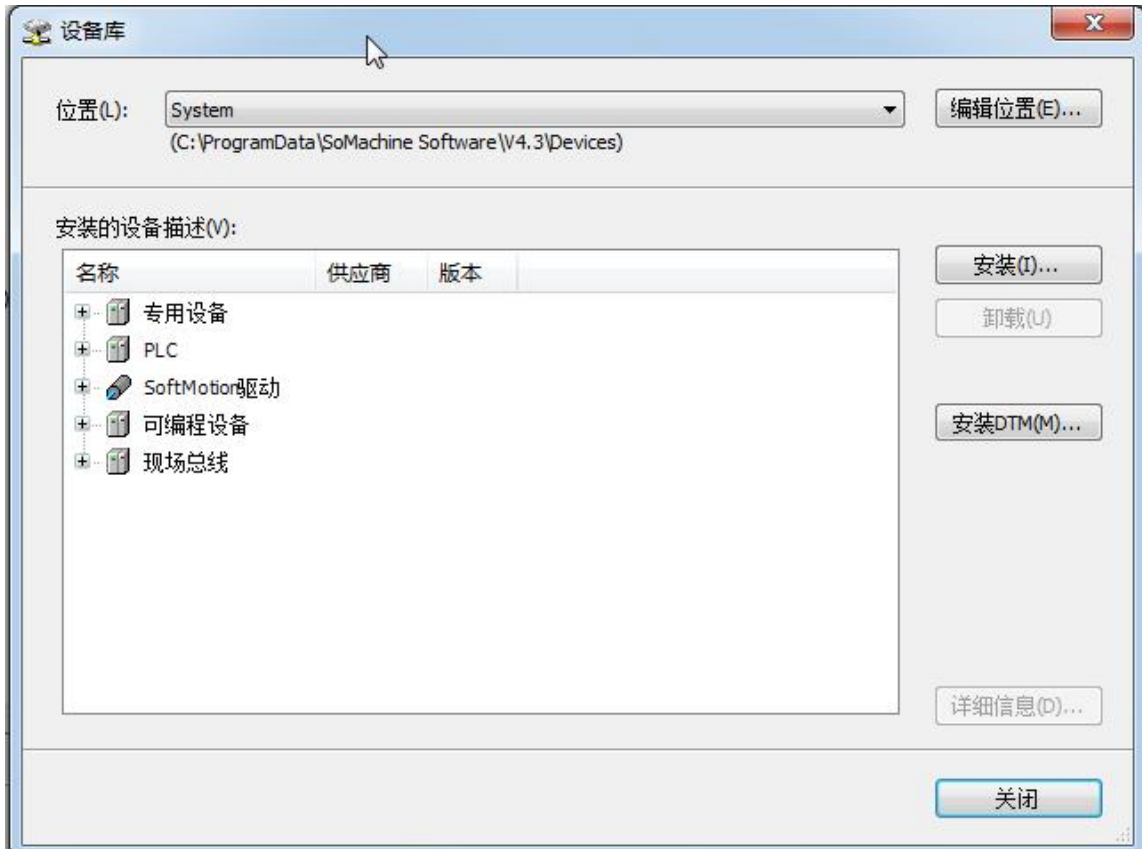 设备库
位置(L): System 编辑位置(E)...
(C:\ProgramData\SoMachine Software\V4.3\Devices)
安装的设备描述(V):
名称 供应商 版本 安装(I)...
专用设备 卸载(U)
PLC
SoftMotion驱动
可编程设备 安装DTM(M)...
现场总线
详细信息(D)...
关闭